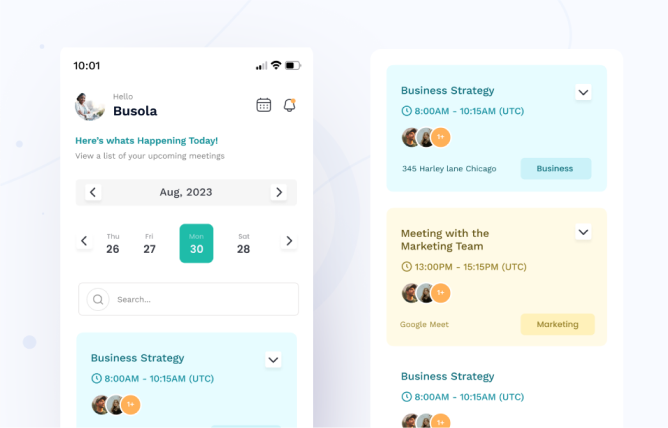 10:01
Hello
Busola
Here's whats Happening Today!
View a list of your upcoming meetings
Aug, 2023
Thu Fri Mon Sat
26 27 30 28
Search...
Business Strategy
8:00AM - 10:15AM (UTC)
1+
Business Strategy
8:00AM - 10:15AM (UTC)
1+
345 Harley lane Chicago
Business
Meeting with the
Marketing Team
13:00PM - 15:15PM (UTC)
1+
Google Meet
Marketing
Business Strategy
8:00AM - 10:15AM (UTC)
1+